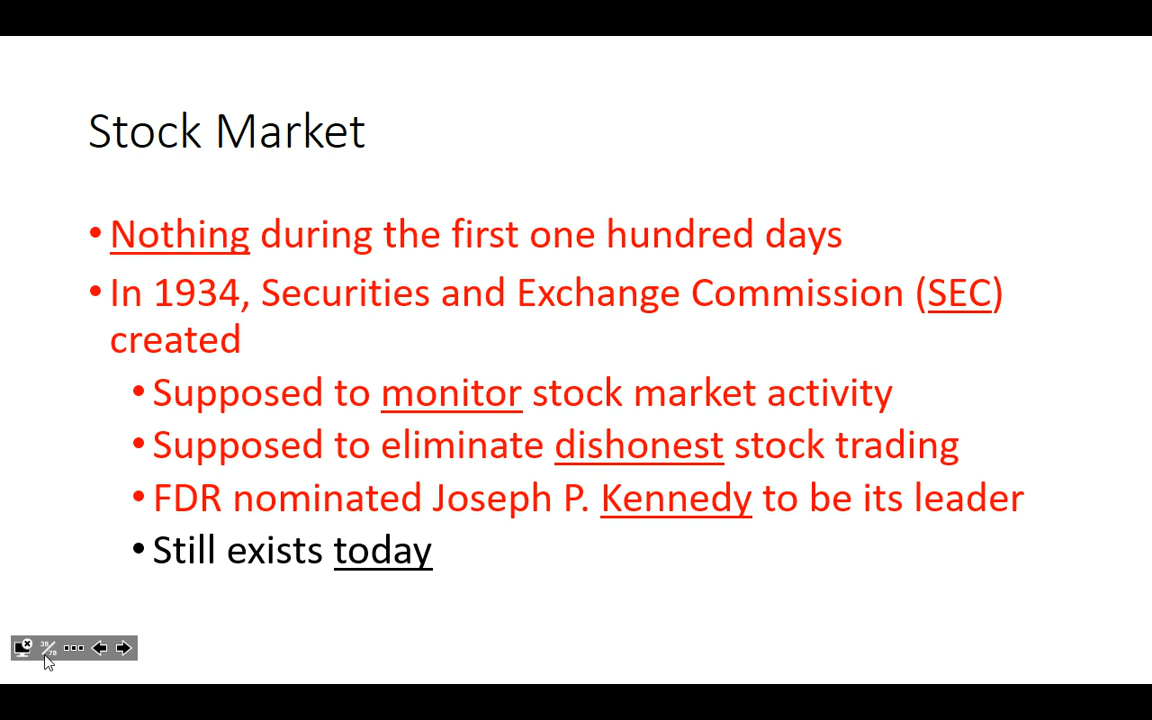 Stock Market
•Nothing during the first one hundred days
•In 1934, Securities and Exchange Commission (SEC)
created
•Supposed to monitor stock market activity
•Supposed to eliminate dishonest stock trading
•FDR nominated Joseph P. Kennedy to be its leader
•Still exists today
38/78